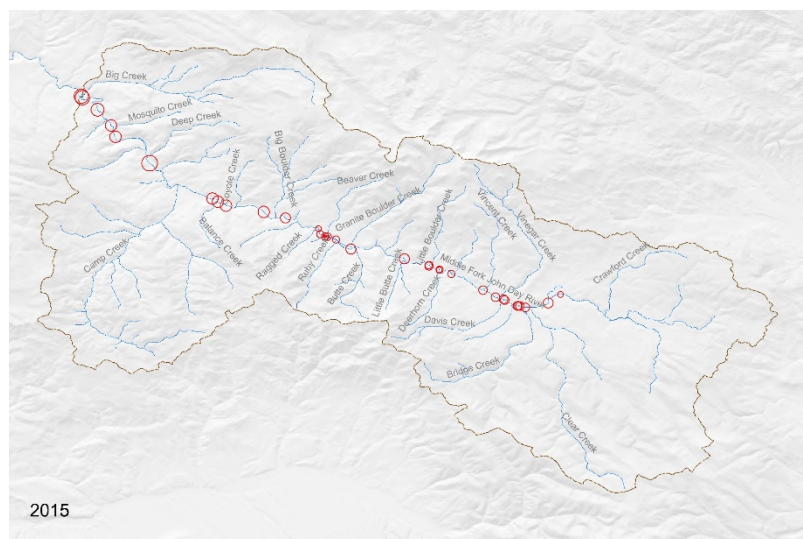 Big Creek
Mosquito Creek
Deep Creek
Big Boulder Creek
Coyote Creek
Beaver Creek
Granite Boulder Creek
Little Boulder Creek
Vincent Creek
Vinegar Creek
Camp Creek
Balance Creek
Ragged Creek
Ruby Creek
Butte Creek
Little Butte Creek
Deerhorn Creek
Middle Fork John Day River
Crawford Creek
Davis Creek
Bridge Creek
Clear Creek
2015